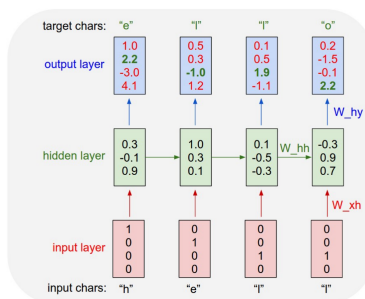 target chars: “e” “l” “l” “o”
1.0 0.5 0.1 0.2
2.2 0.3 0.5 -1.5
-3.0 -1.0 1.9 -0.1
4.1 1.2 -1.1 2.2
output layer
W_hy
0.3 1.0 0.1 -0.3
-0.1 0.3 -0.5 0.9
0.9 0.1 -0.3 0.7
hidden layer
W_hh
W_xh
1 0 0 0
0 1 0 0
0 0 1 1
0 0 0 0
input layer
input chars: “h” “e” “l” “l”